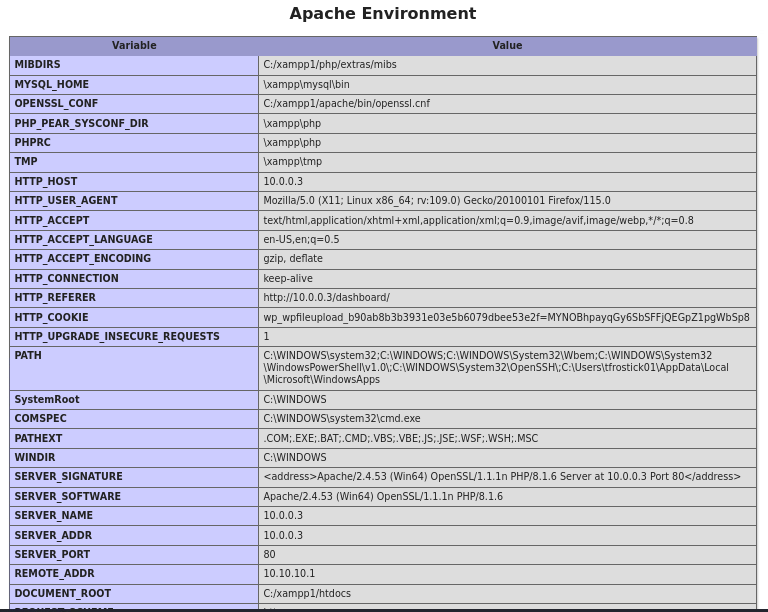 Apache Environment
Variable Value
MIBDIRS C:/xampp1/php/extras/mibs
MYSQL_HOME \xampp\mysql\bin
OPENSSL_CONF C:/xampp1/apache/bin/openssl.cnf
PHP_PEAR_SYSCONF_DIR \xampp\php
PHPRC \xampp\php
TMP \xampp\tmp
HTTP_HOST 10.0.0.3
HTTP_USER_AGENT Mozilla/5.0 (X11; Linux x86_64; rv:109.0) Gecko/20100101 Firefox/115.0
HTTP_ACCEPT text/html,application/xhtml+xml,application/xml;q=0.9,image/avif,image/webp,*/*;q=0.8
HTTP_ACCEPT_LANGUAGE en-US,en;q=0.5
HTTP_ACCEPT_ENCODING gzip, deflate
HTTP_CONNECTION keep-alive
HTTP_REFERER http://10.0.0.3/dashboard/
HTTP_COOKIE wp_wpfileupload_b90ab8b3b3931e03e5b6079dbee53e2f=MYNOBhpayqGy6SbSFFjQEGpZ1pgWbSp8
HTTP_UPGRADE_INSECURE_REQUESTS 1
PATH C:\WINDOWS\system32;C:\WINDOWS;C:\WINDOWS\System32\Wbem;C:\WINDOWS\System32
\WindowsPowerShell\v1.0\;C:\WINDOWS\System32\OpenSSH\;C:\Users\tfrostick01\AppData\Local
\Microsoft\WindowsApps
SystemRoot C:\WINDOWS
COMSPEC C:\WINDOWS\system32\cmd.exe
PATHEXT .COM;.EXE;.BAT;.CMD;.VBS;.VBE;.JS;.JSE;.WSF;.WSH;.MSC
WINDIR C:\WINDOWS
SERVER_SIGNATURE <address>Apache/2.4.53 (Win64) OpenSSL/1.1.1n PHP/8.1.6 Server at 10.0.0.3 Port 80</address>
SERVER_SOFTWARE Apache/2.4.53 (Win64) OpenSSL/1.1.1n PHP/8.1.6
SERVER_NAME 10.0.0.3
SERVER_ADDR 10.0.0.3
SERVER_PORT 80
REMOTE_ADDR 10.10.10.1
DOCUMENT_ROOT C:/xampp1/htdocs